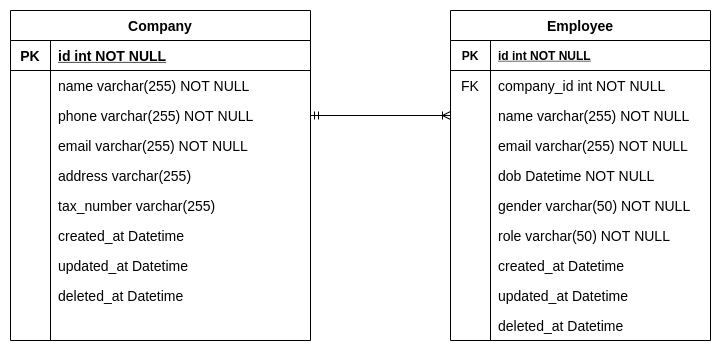 Company
PK id int NOT NULL
name varchar(255) NOT NULL
phone varchar(255) NOT NULL
email varchar(255) NOT NULL
address varchar(255)
tax_number varchar(255)
created_at Datetime
updated_at Datetime
deleted_at Datetime
Employee
PK id int NOT NULL
FK company_id int NOT NULL
name varchar(255) NOT NULL
email varchar(255) NOT NULL
dob Datetime NOT NULL
gender varchar(50) NOT NULL
role varchar(50) NOT NULL
created_at Datetime
updated_at Datetime
deleted_at Datetime